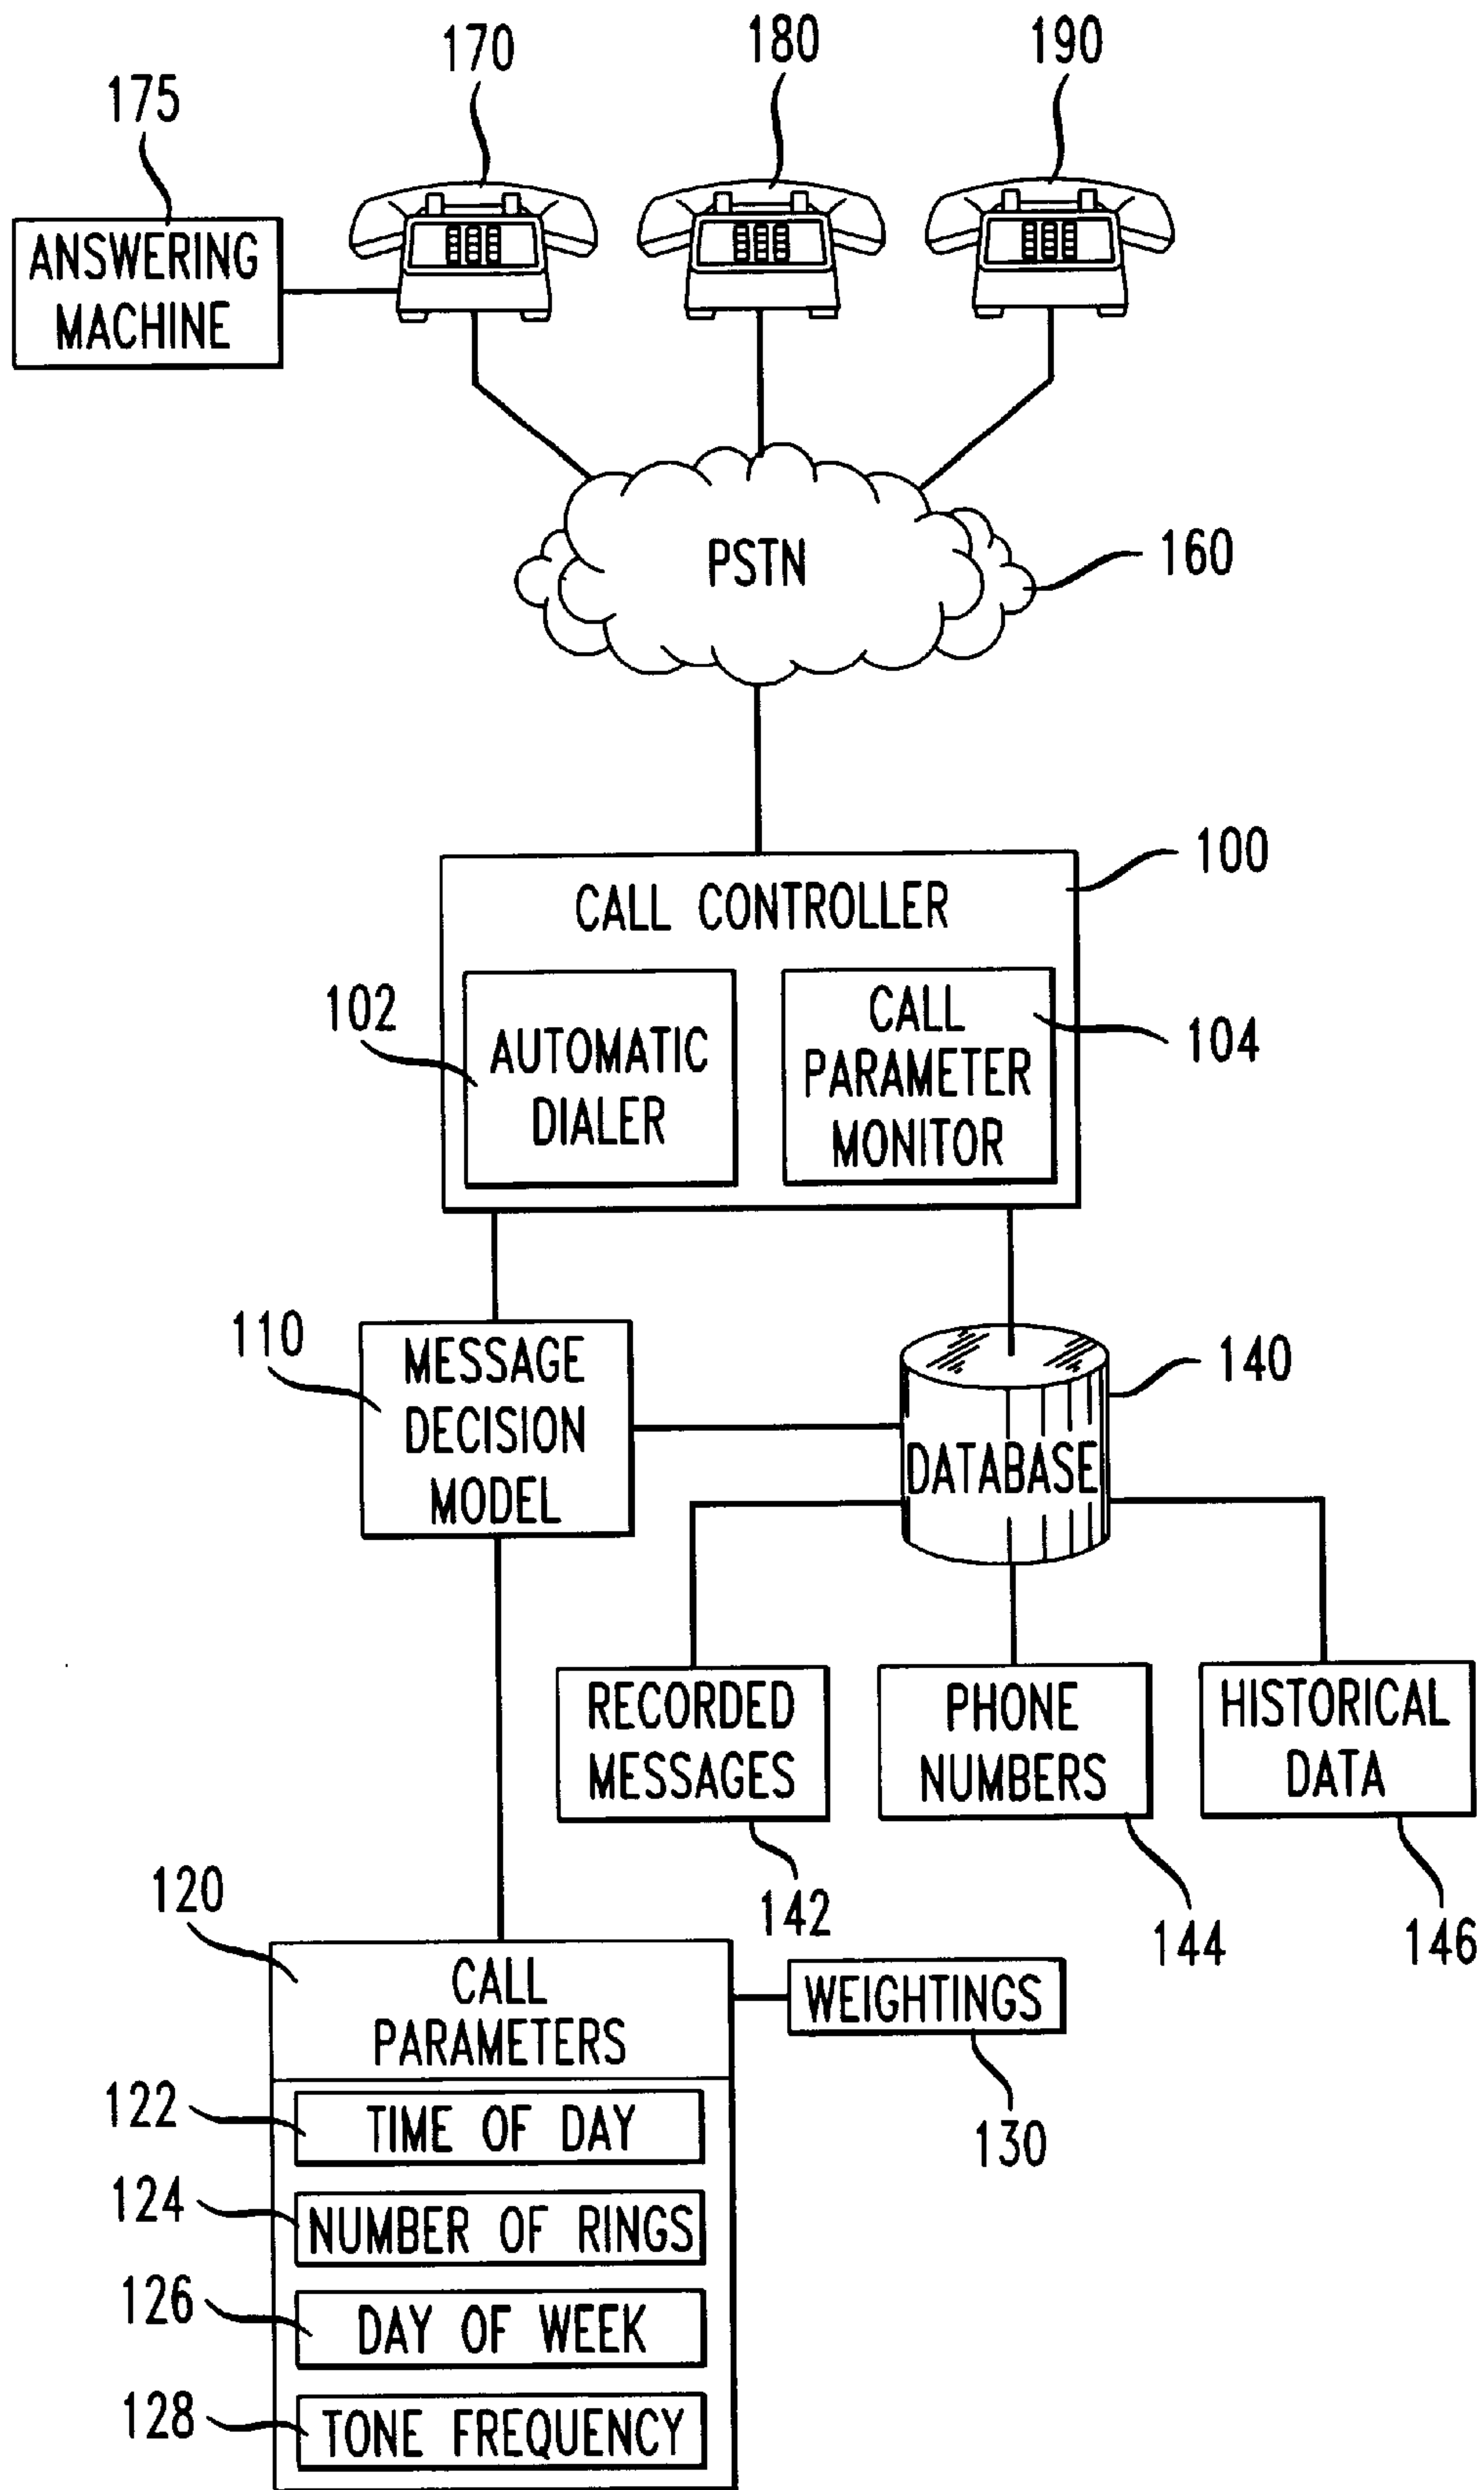 170
180
190
175
ANSWERING
MACHINE
PSTN
160
100
CALL CONTROLLER
102
AUTOMATIC
DIALER
CALL
PARAMETER
MONITOR
104
110
MESSAGE
DECISION
MODEL
140
DATABASE
RECORDED
MESSAGES
PHONE
NUMBERS
HISTORICAL
DATA
142
144
146
120
CALL
PARAMETERS
WEIGHTINGS
130
122
TIME OF DAY
124
NUMBER OF RINGS
126
DAY OF WEEK
128
TONE FREQUENCY